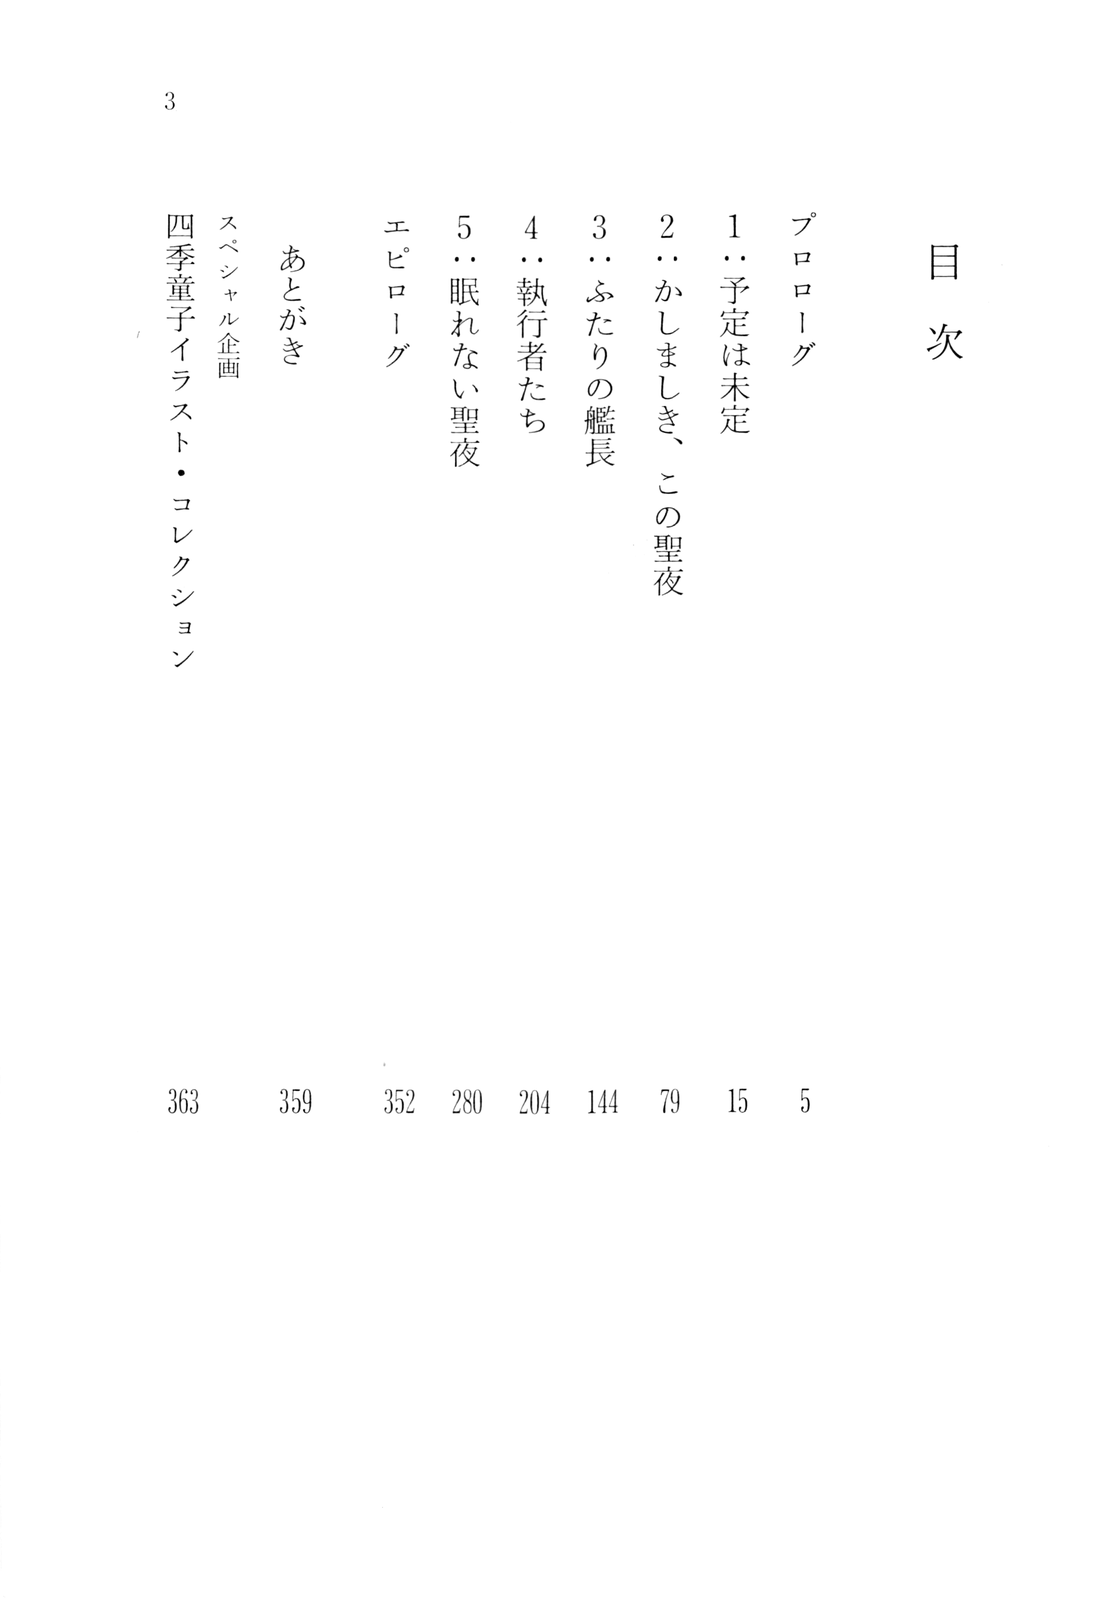 3
目次
プロローグ 5
1：予定は未定 15
2：かしましき、この聖夜 79
3：ふたりの艦長 144
4：執行者たち 204
5：眠れない聖夜 280
エピローグ 352
あとがき 359
スペシャル企画
四季童子イラスト・コレクション 363